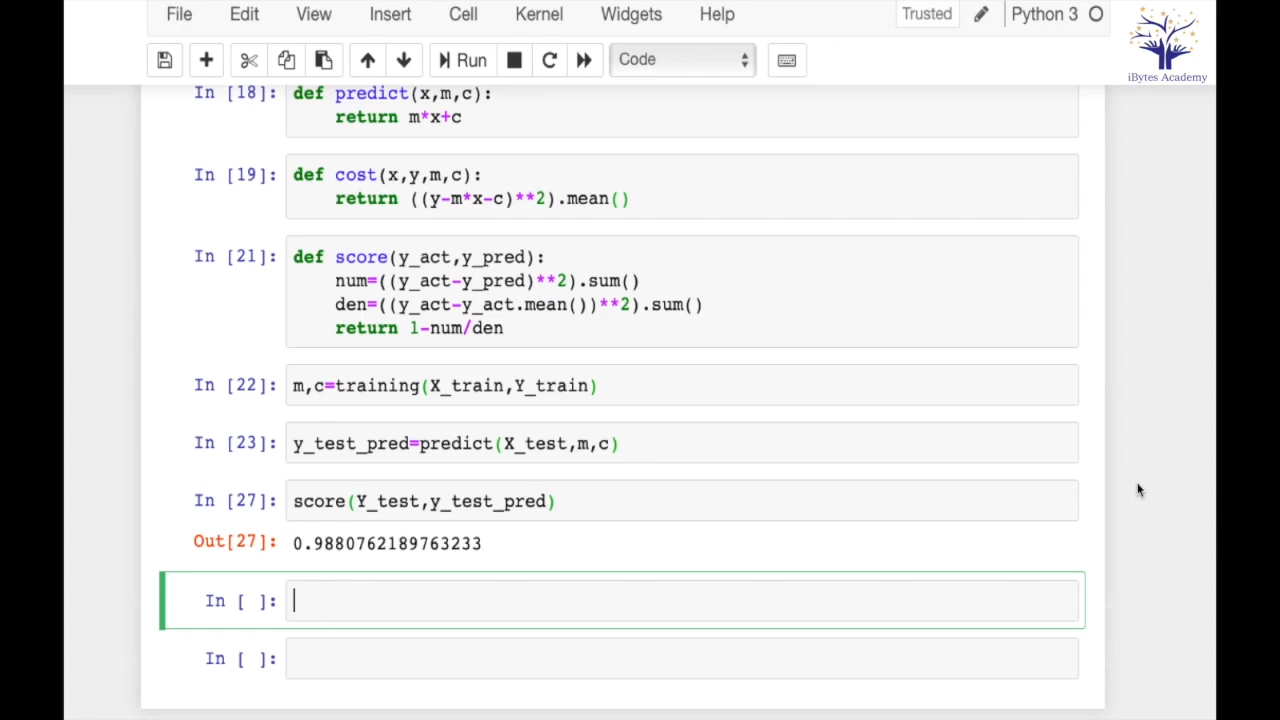 File Edit View Insert Cell Kernel Widgets Help Trusted Python 3
iBytes Academy
Run Code
In [18]: def predict(x,m,c):
    return m*x+c
In [19]: def cost(x,y,m,c):
    return ((y-m*x-c)**2).mean()
In [21]: def score(y_act,y_pred):
    num=((y_act-y_pred)**2).sum()
    den=((y_act-y_act.mean())**2).sum()
    return 1-num/den
In [22]: m,c=training(X_train,Y_train)
In [23]: y_test_pred=predict(X_test,m,c)
In [27]: score(Y_test,y_test_pred)
Out[27]: 0.9880762189763233
In [ ]:
In [ ]: